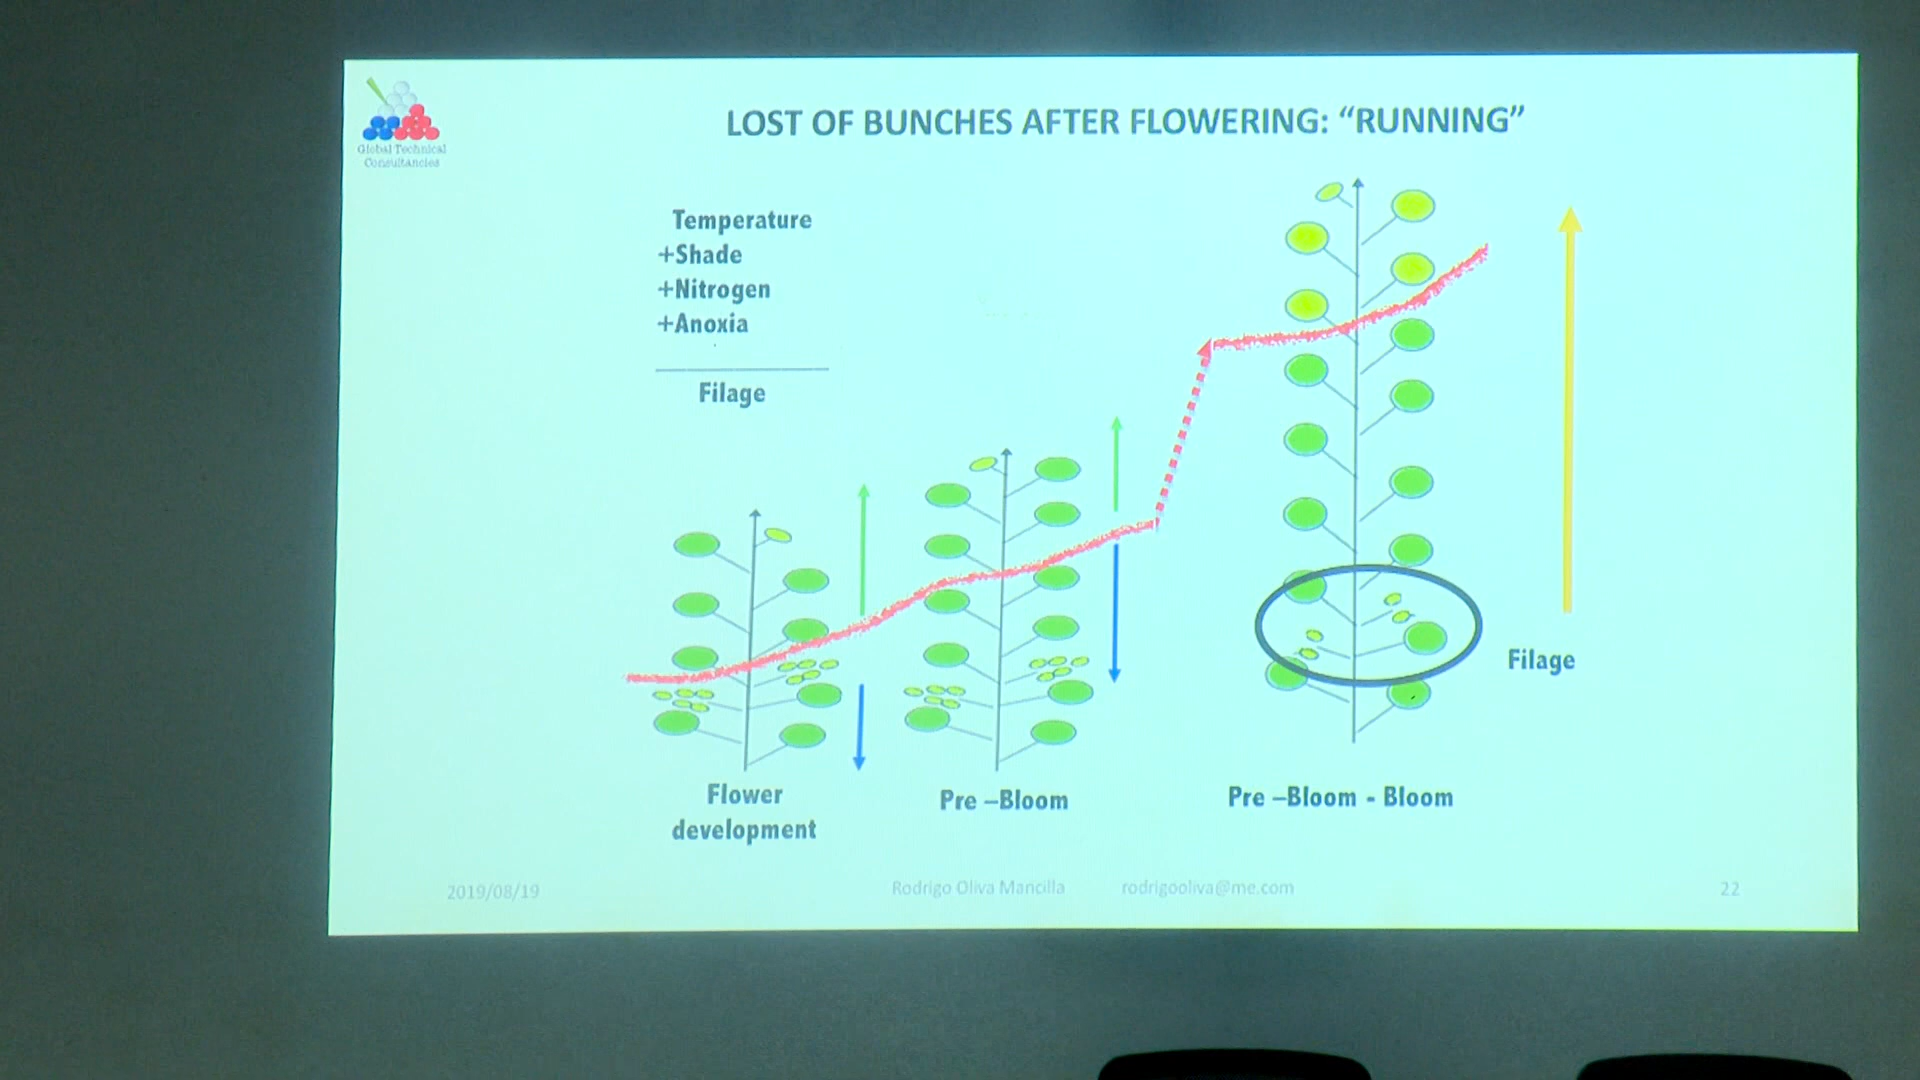 Global Technical
Consultancies
LOST OF BUNCHES AFTER FLOWERING: “RUNNING”
Temperature
+Shade
+Nitrogen
+Anoxia
Filage
Filage
Flower
development
Pre –Bloom
Pre –Bloom - Bloom
2019/08/19
Rodrigo Oliva Mancilla
rodrigooliva@me.com
22